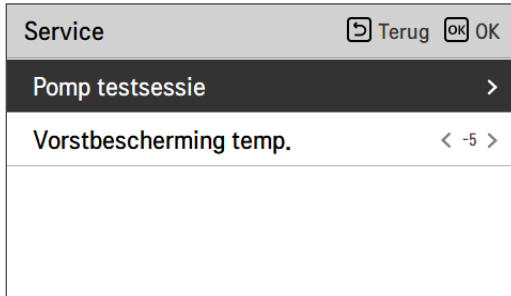 Service Terug OK OK
Pomp testsessie >
Vorstbescherming temp. < -5 >